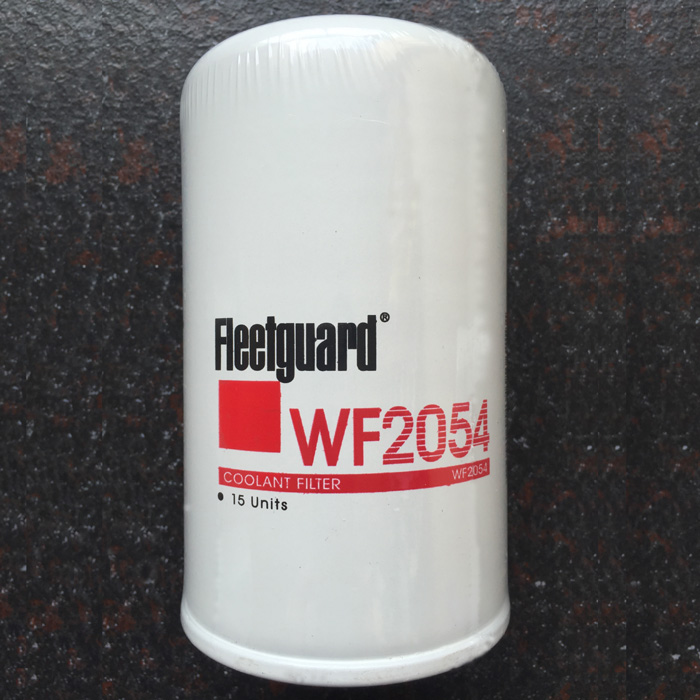 Fleetguard®
WF2054
COOLANT FILTER WF2054
• 15 Units